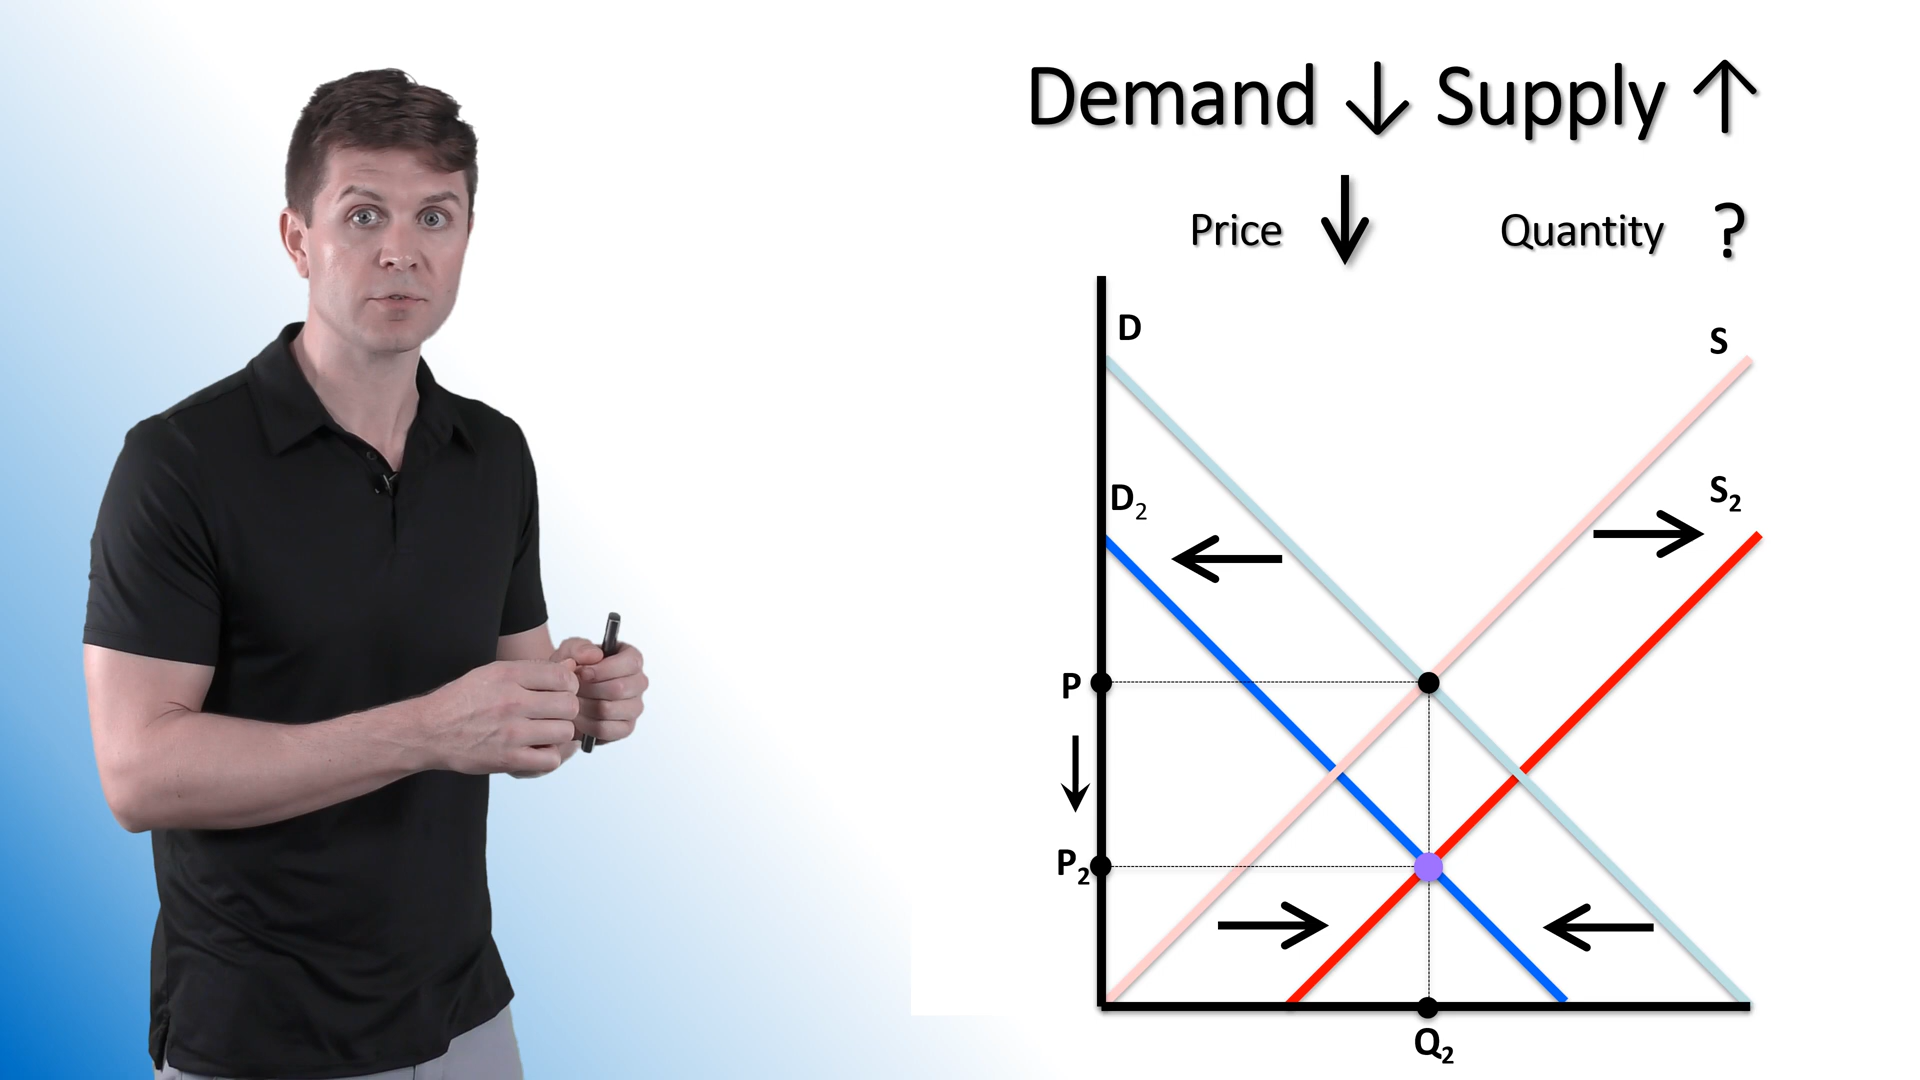 Demand ↓ Supply ↑
Price ↓ Quantity ?
D
S
D₂
S₂
P
P₂
Q₂